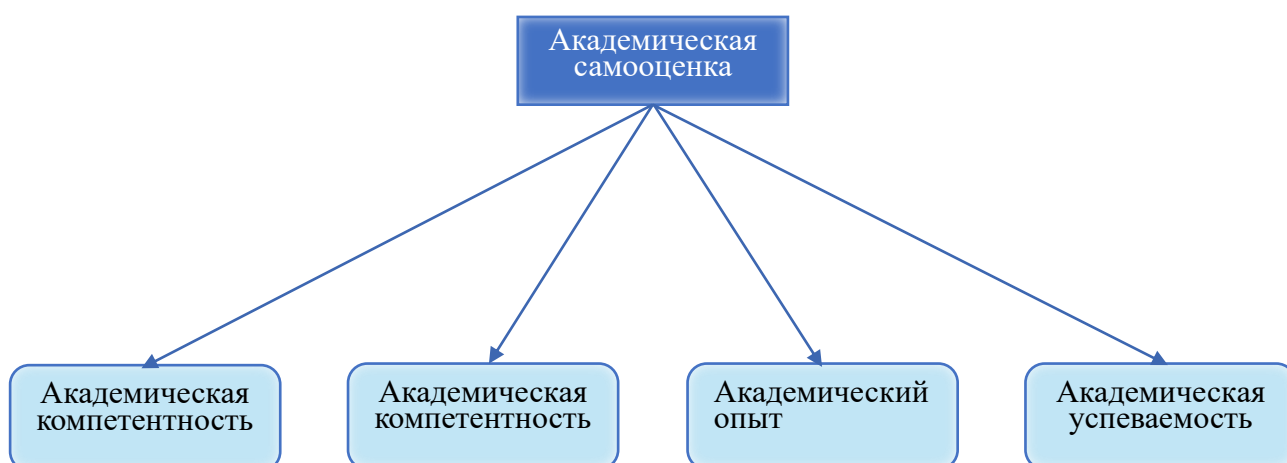 Академическая
самооценка
Академическая
компетентность
Академическая
компетентность
Академический
опыт
Академическая
успеваемость